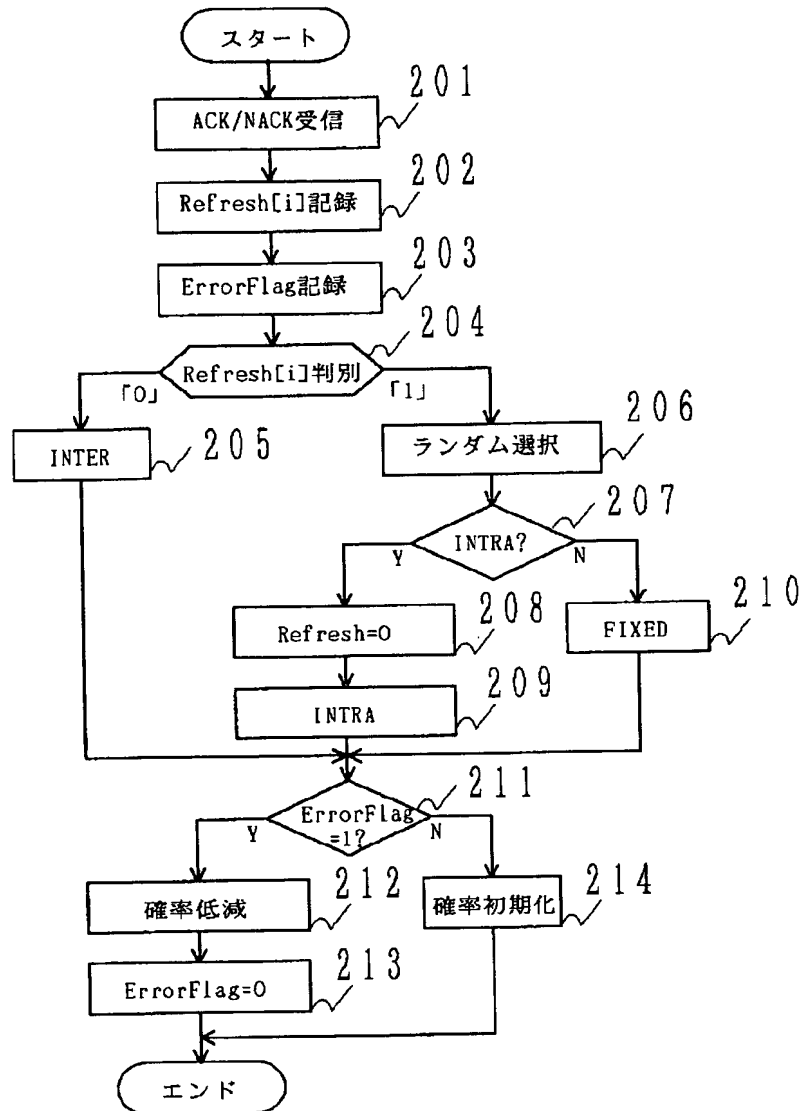 スタート
201
ACK/NACK受信
202
Refresh[i]記録
203
ErrorFlag記録
204
Refresh[i]判別
「0」
「1」
205
INTER
206
ランダム選択
207
INTRA?
Y
N
208
Refresh=0
210
FIXED
209
INTRA
211
ErrorFlag
=1?
Y
N
212
確率低減
214
確率初期化
213
ErrorFlag=0
エンド